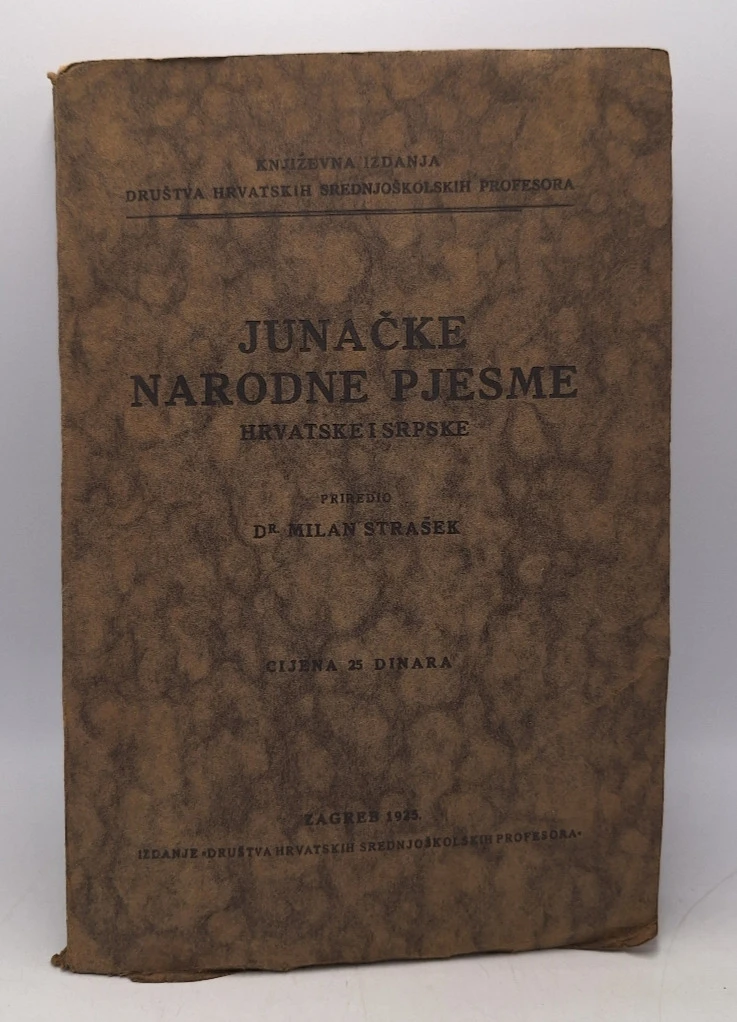 KNJIŽEVNA IZDANJA
DRUŠTVA HRVATSKIH SREDNJOŠKOLSKIH PROFESORA
JUNAČKE
NARODNE PJESME
HRVATSKE I SRPSKE
PRIREDIO
DR. MILAN STRAŠEK
CIJENA 25 DINARA
ZAGREB 1925.
IZDANJE »DRUŠTVA HRVATSKIH SREDNJOŠKOLSKIH PROFESORA«